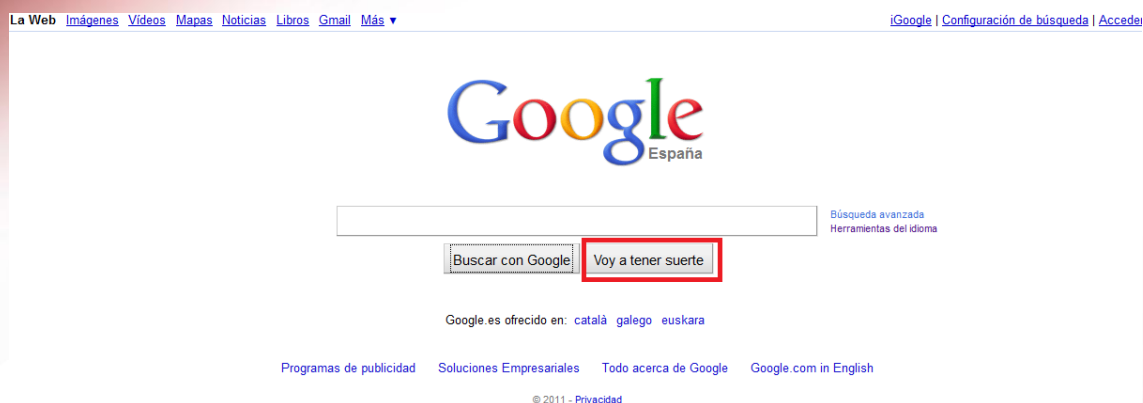 La Web Imágenes Vídeos Mapas Noticias Libros Gmail Más ▼ iGoogle | Configuración de búsqueda | Acceder
Google
España
Búsqueda avanzada
Herramientas del idioma
Buscar con Google Voy a tener suerte
Google.es ofrecido en: català galego euskara
Programas de publicidad Soluciones Empresariales Todo acerca de Google Google.com in English
© 2011 - Privacidad